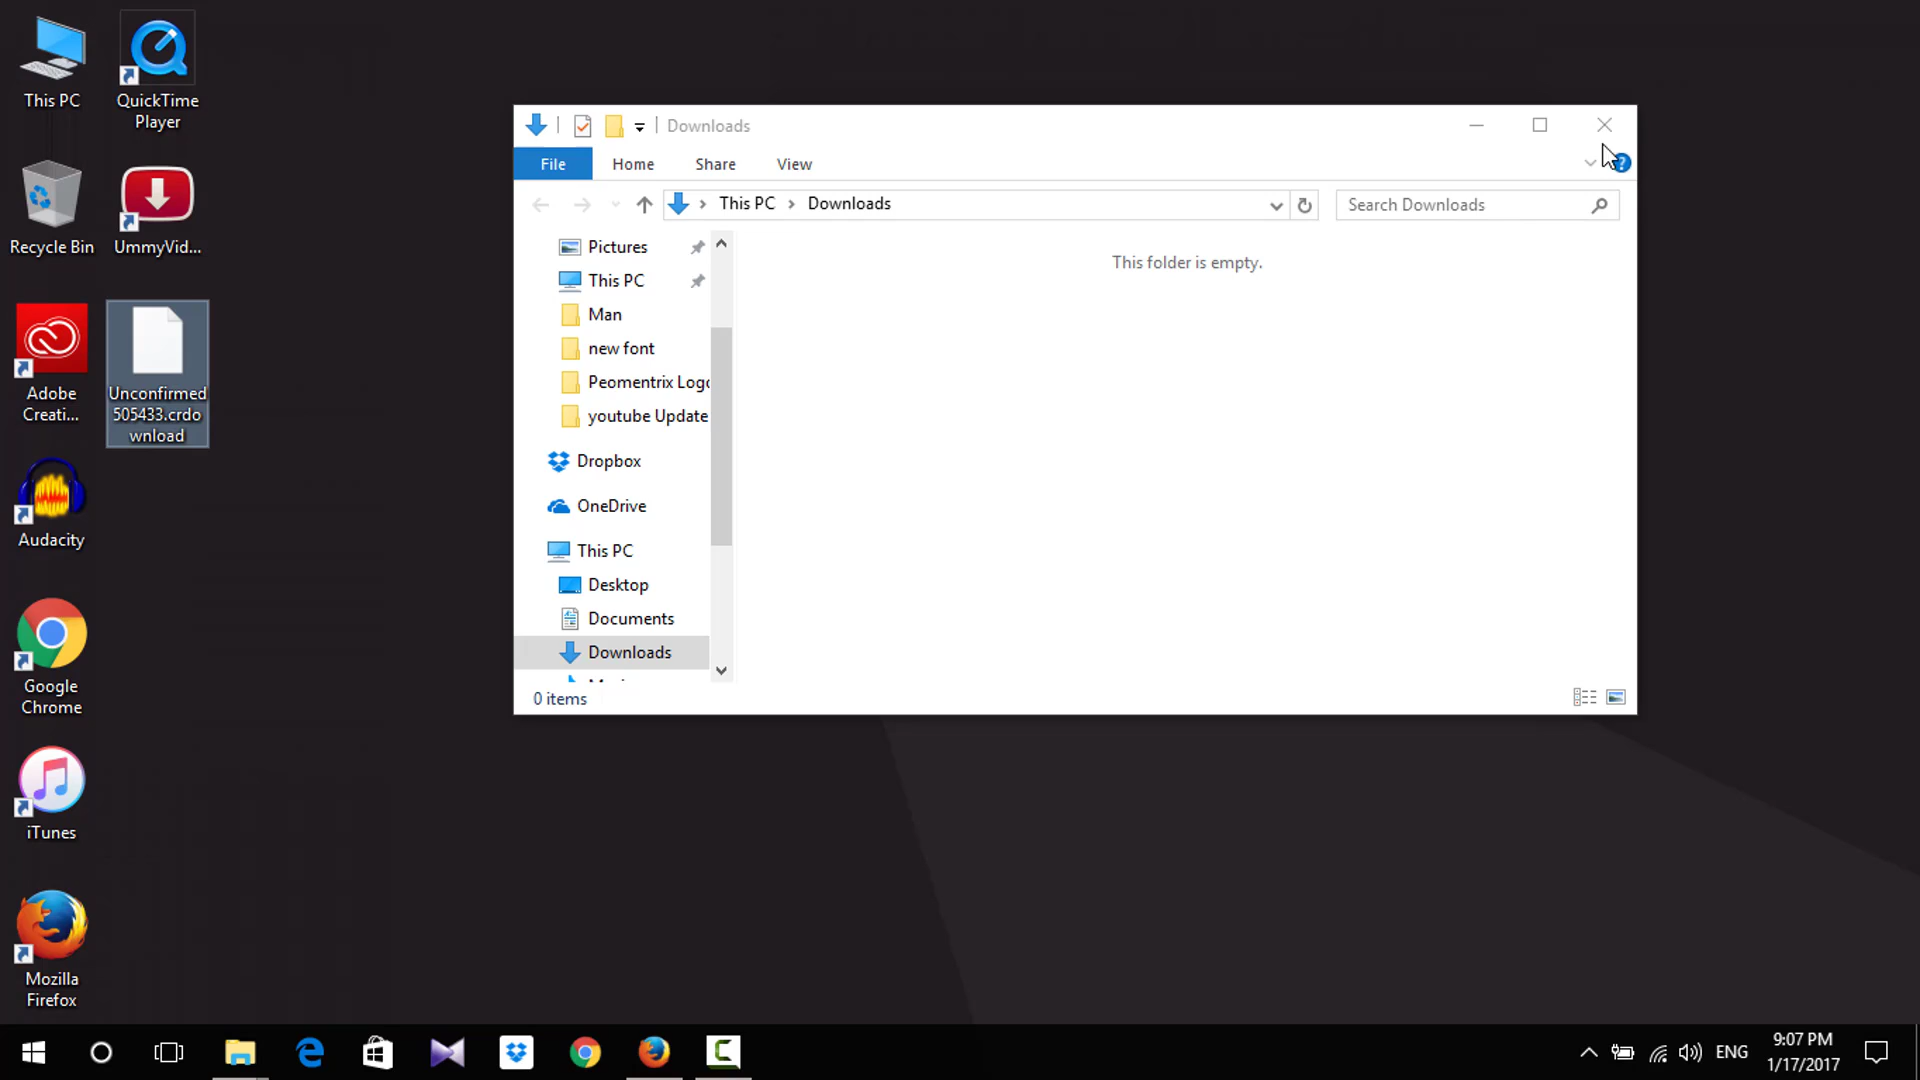 This PC
QuickTime
Player
Recycle Bin
UmmyVid...
Adobe
Creati...
Unconfirmed
505433.crdo
wnload
Audacity
Google
Chrome
iTunes
Mozilla
Firefox
Downloads
File
Home
Share
View
This PC
Downloads
Search Downloads
Pictures
This PC
Man
new font
Peomentrix Logo
youtube Update
Dropbox
OneDrive
This PC
Desktop
Documents
Downloads
This folder is empty.
0 items
ENG
9:07 PM
1/17/2017